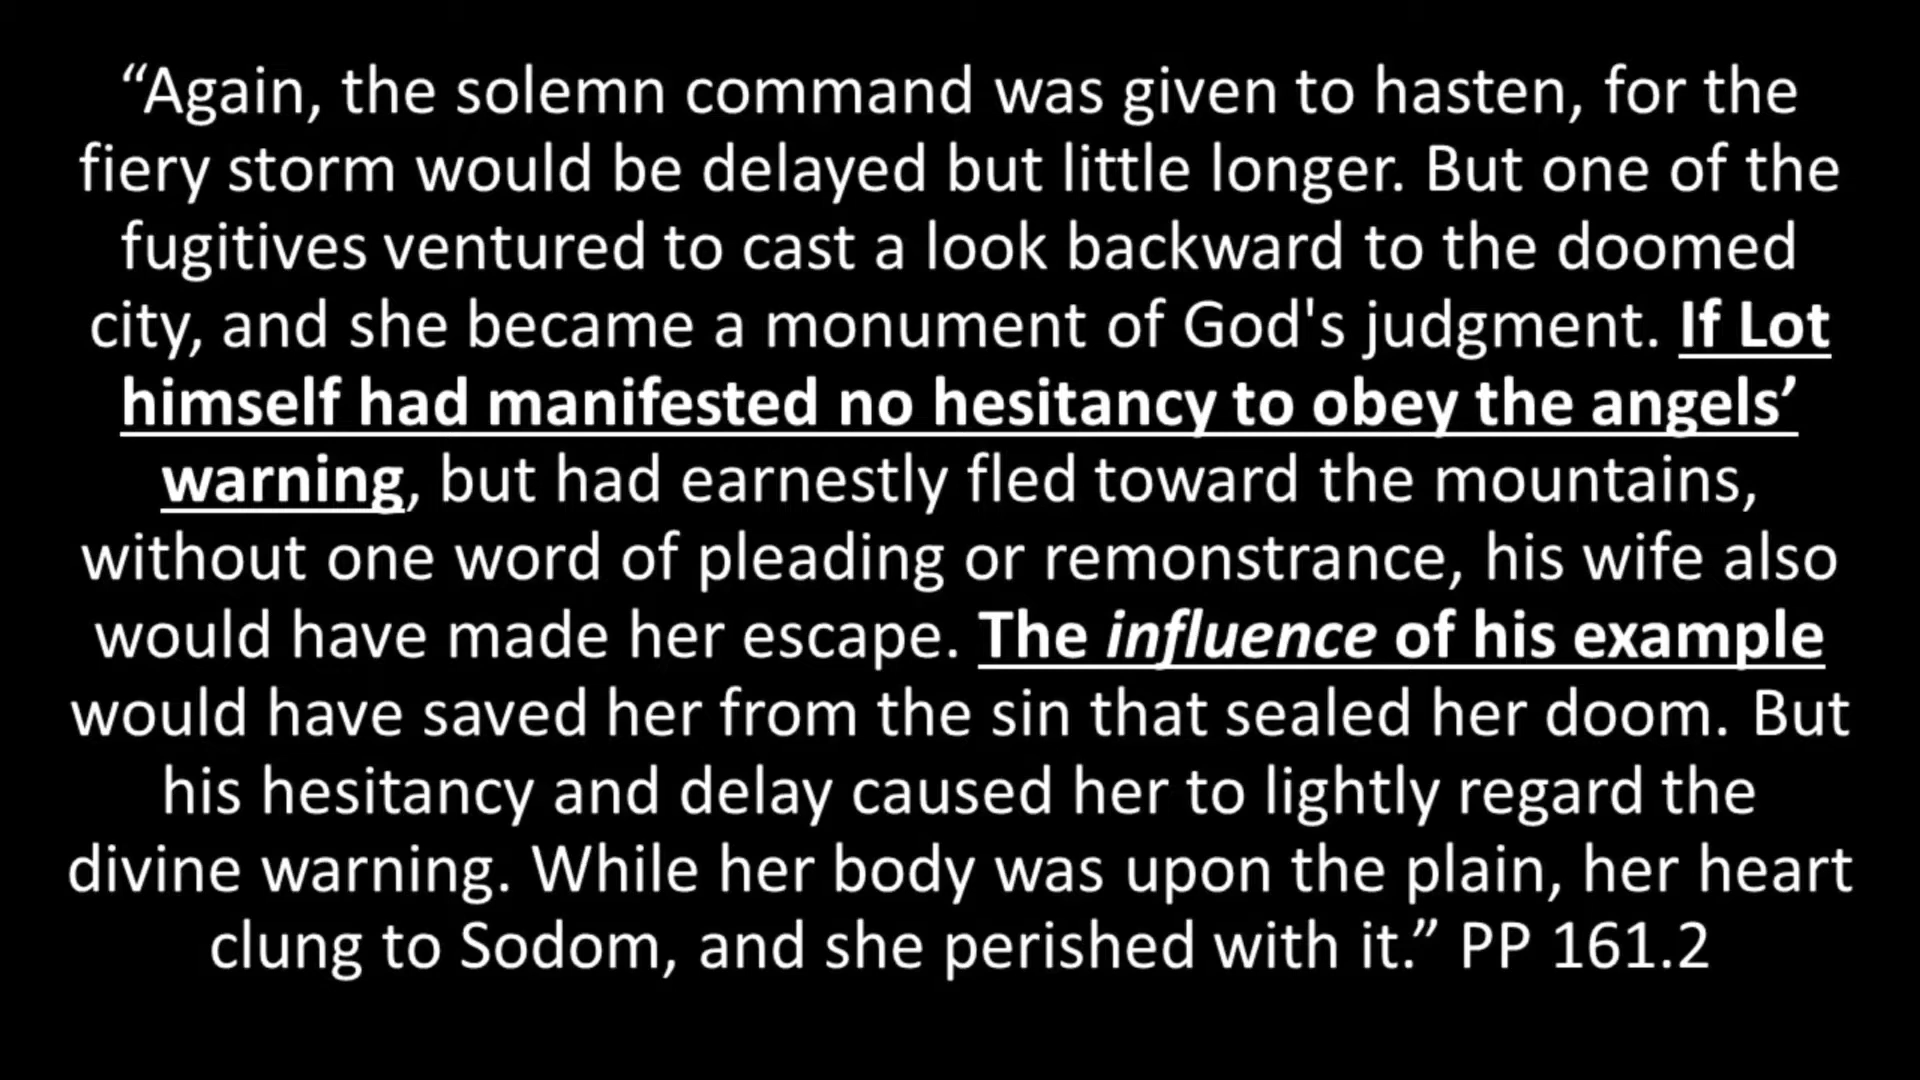 “Again, the solemn command was given to hasten, for the
fiery storm would be delayed but little longer. But one of the
fugitives ventured to cast a look backward to the doomed
city, and she became a monument of God's judgment. If Lot
himself had manifested no hesitancy to obey the angels’
warning, but had earnestly fled toward the mountains,
without one word of pleading or remonstrance, his wife also
would have made her escape. The influence of his example
would have saved her from the sin that sealed her doom. But
his hesitancy and delay caused her to lightly regard the
divine warning. While her body was upon the plain, her heart
clung to Sodom, and she perished with it.” PP 161.2